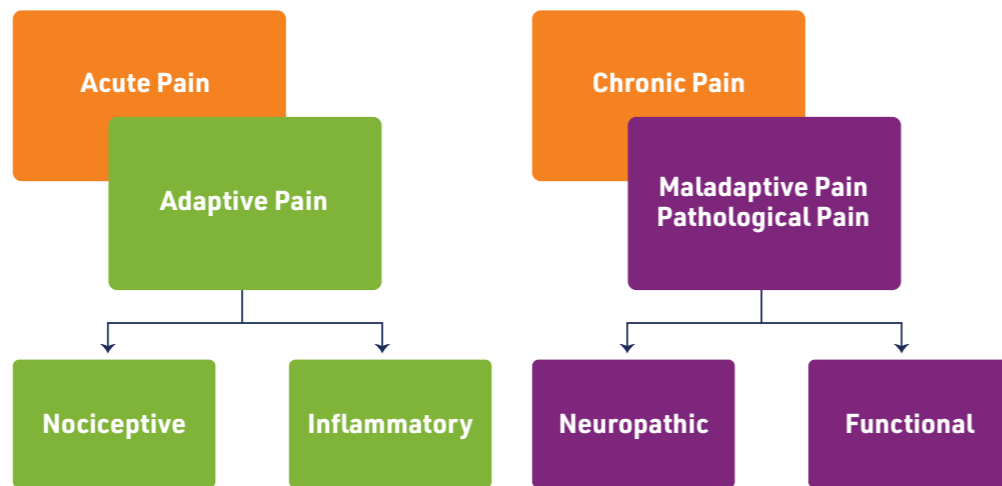 Acute Pain
Adaptive Pain
Nociceptive
Inflammatory
Chronic Pain
Maladaptive Pain
Pathological Pain
Neuropathic
Functional